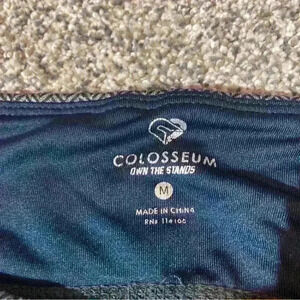 COLOSSEUM
OWN THE STANDS
M
MADE IN CHINA